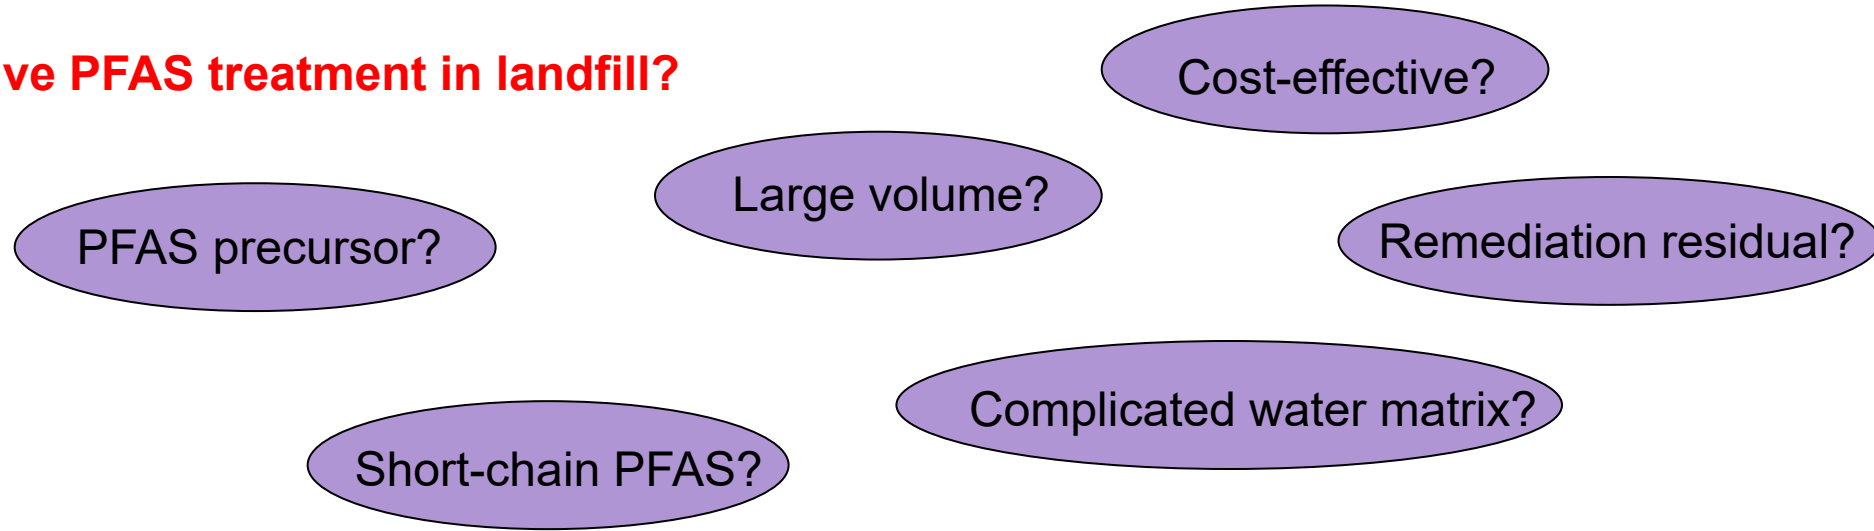 ve PFAS treatment in landfill?
Cost-effective?
Large volume?
PFAS precursor?
Remediation residual?
Complicated water matrix?
Short-chain PFAS?